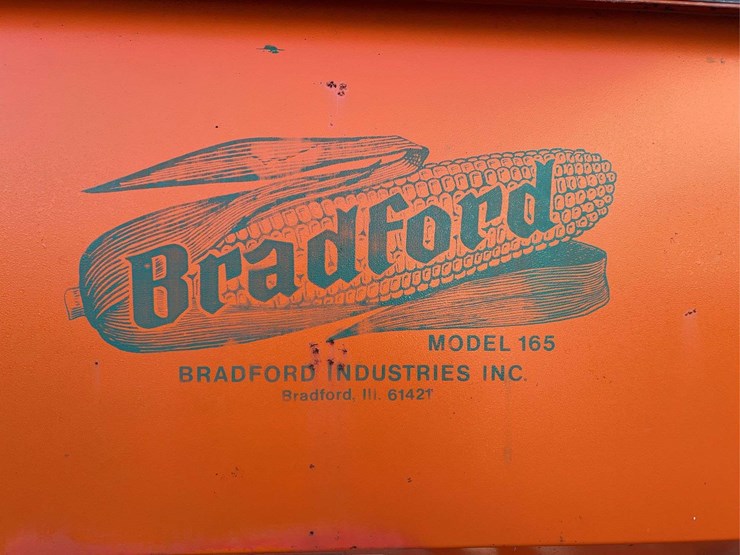 Bradford
MODEL 165
BRADFORD INDUSTRIES INC.
Bradford, Ill. 61421